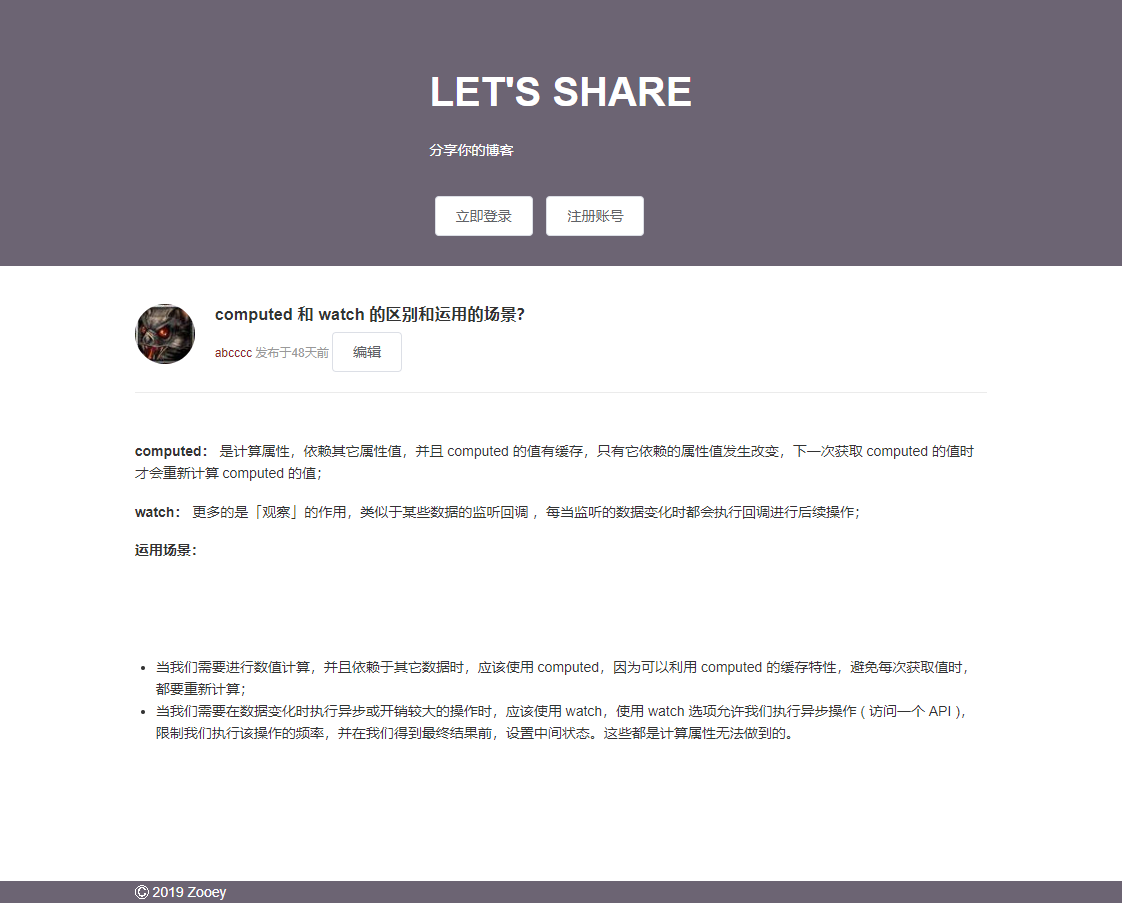 LET'S SHARE
分享你的博客
立即登录 注册账号
computed 和 watch 的区别和运用的场景?
abcccc 发布于48天前 编辑
computed： 是计算属性，依赖其它属性值，并且 computed 的值有缓存，只有它依赖的属性值发生改变，下一次获取 computed 的值时
才会重新计算 computed 的值；
watch： 更多的是「观察」的作用，类似于某些数据的监听回调 ，每当监听的数据变化时都会执行回调进行后续操作；
运用场景：
• 当我们需要进行数值计算，并且依赖于其它数据时，应该使用 computed，因为可以利用 computed 的缓存特性，避免每次获取值时，
都要重新计算；
• 当我们需要在数据变化时执行异步或开销较大的操作时，应该使用 watch，使用 watch 选项允许我们执行异步操作 ( 访问一个 API )，
限制我们执行该操作的频率，并在我们得到最终结果前，设置中间状态。这些都是计算属性无法做到的。
© 2019 Zooey